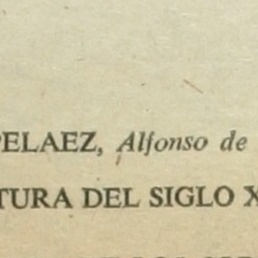 PELAEZ, Alfonso de
TURA DEL SIGLO X